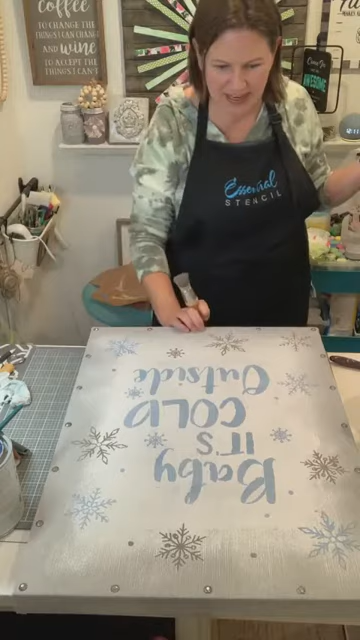 coffee
TO CHANGE THE
THINGS I CAN CHANGE
AND wine
TO ACCEPT THE
THINGS I CAN'T
AWESOME
Essential
STENCIL
Baby
IT'S
COLD
Outside